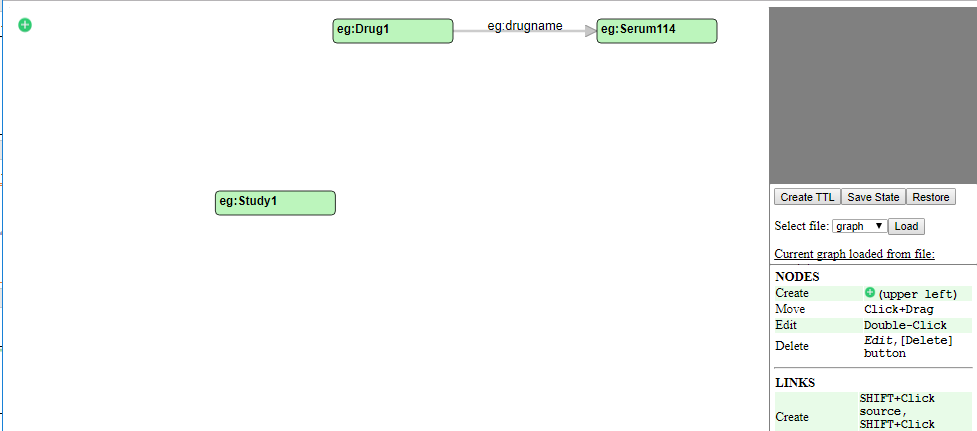 eg:Drug1
eg:drugname
eg:Serum114
eg:Study1
Create TTL Save State Restore
Select file: graph Load
Current graph loaded from file:
NODES
Create (upper left)
Move Click+Drag
Edit Double-Click
Delete Edit,[Delete]
button
LINKS
Create SHIFT+Click
source,
SHIFT+Click